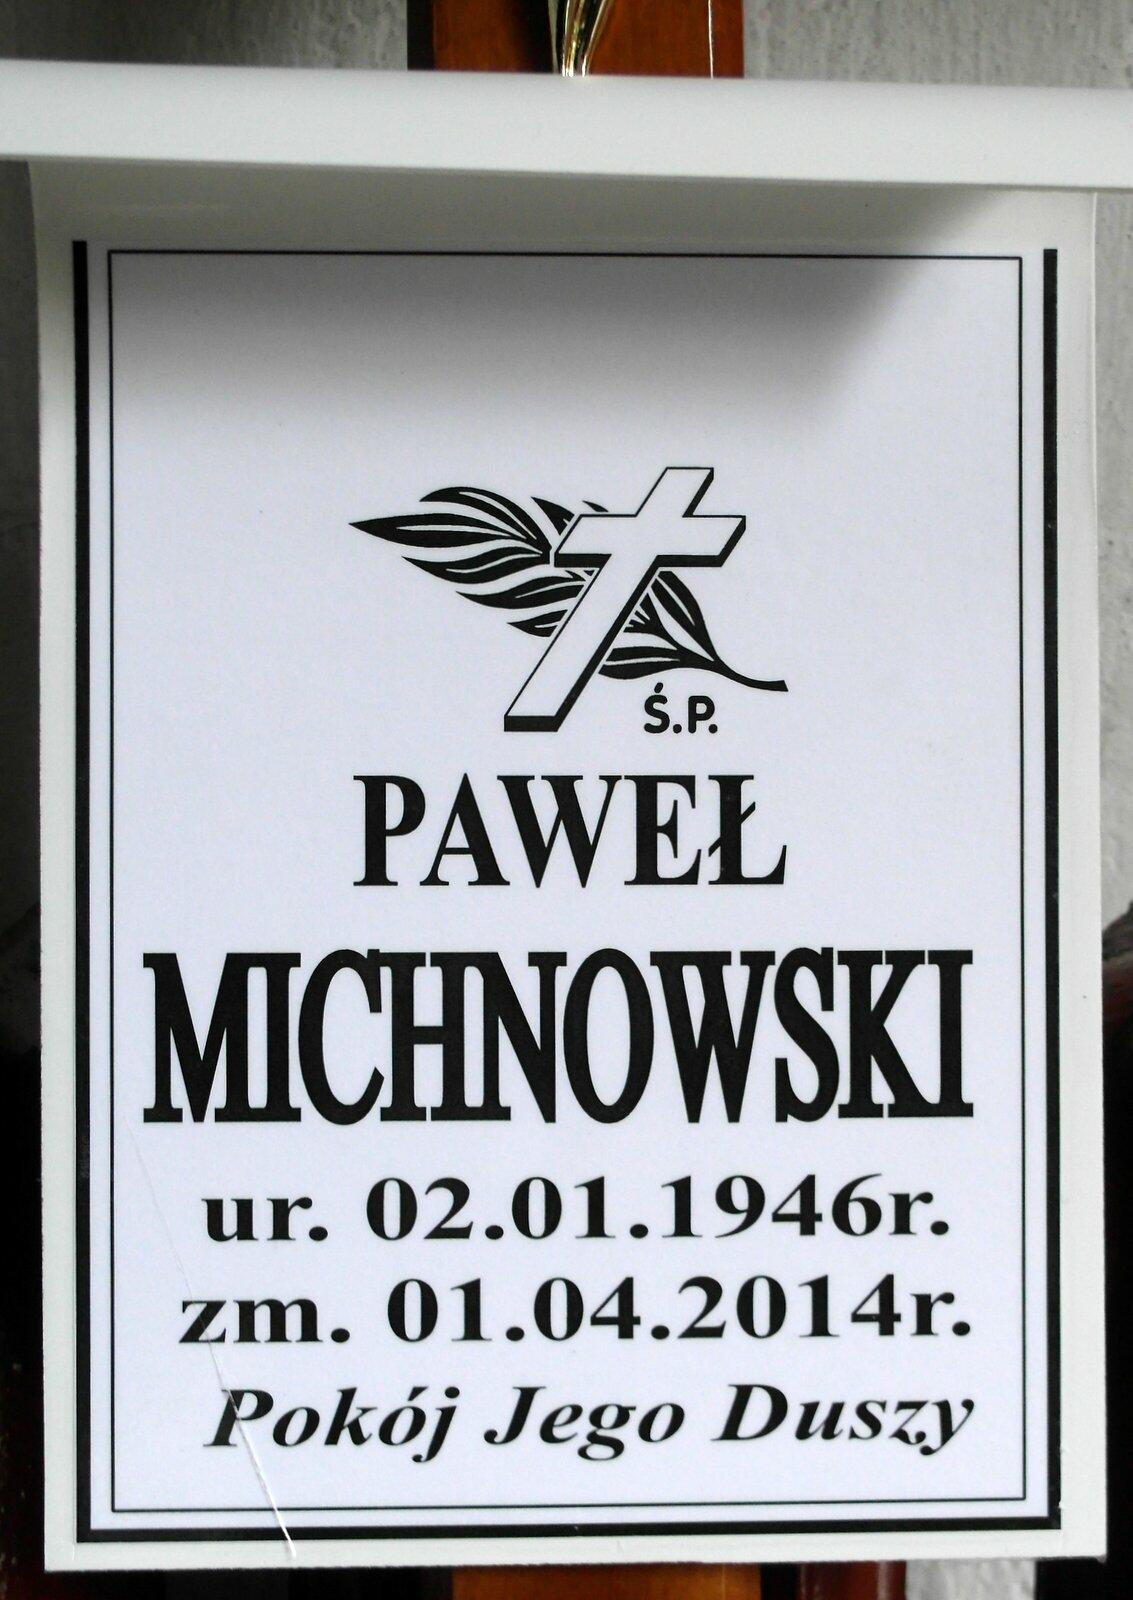 Ś.P.
PAWEŁ
MICHNOWSKI
ur. 02.01.1946r.
zm. 01.04.2014r.
Pokój Jego Duszy